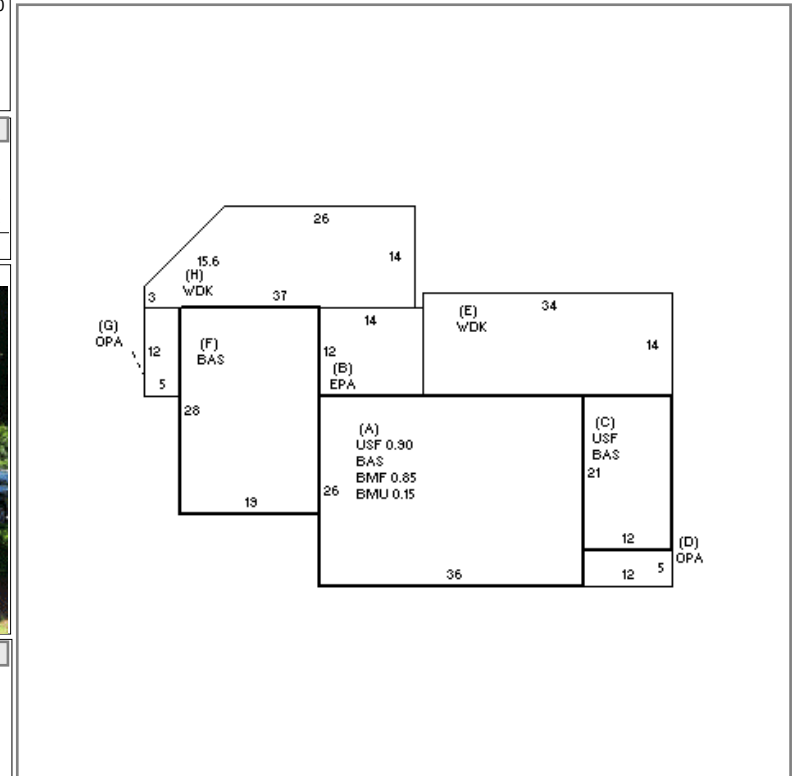 26
14
15.6
(H)
WDK
3
37
34
(E)
WDK
14
14
(G)
OPA
12
5
(F)
BAS
28
19
12
(B)
EPA
(A)
USF 0.90
BAS
BMF 0.85
BMU 0.15
26
36
(C)
USF
BAS
21
12
(D)
OPA
5
12